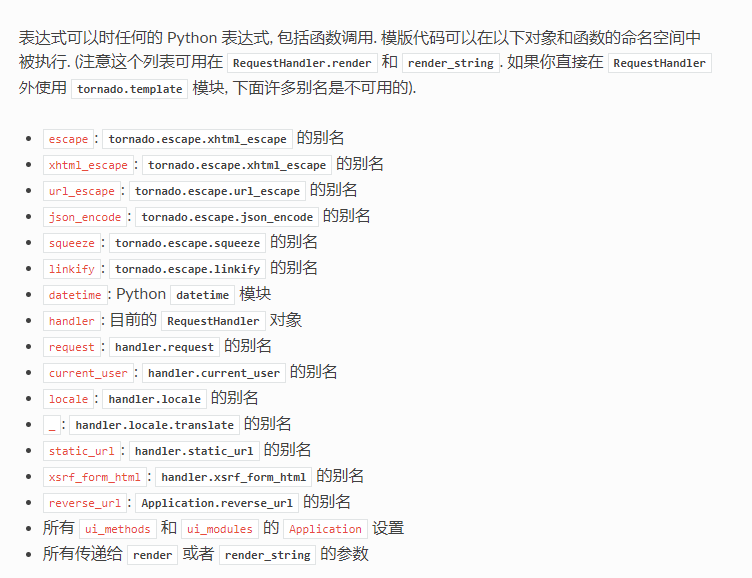 表达式可以时任何的 Python 表达式, 包括函数调用. 模版代码可以在以下对象和函数的命名空间中
被执行. (注意这个列表可用在 RequestHandler.render 和 render_string. 如果你直接在 RequestHandler
外使用 tornado.template 模块, 下面许多别名是不可用的).
escape: tornado.escape.xhtml_escape 的别名
xhtml_escape: tornado.escape.xhtml_escape 的别名
url_escape: tornado.escape.url_escape 的别名
json_encode: tornado.escape.json_encode 的别名
squeeze: tornado.escape.squeeze 的别名
linkify: tornado.escape.linkify 的别名
datetime: Python datetime 模块
handler: 目前的 RequestHandler 对象
request: handler.request 的别名
current_user: handler.current_user 的别名
locale: handler.locale 的别名
_: handler.locale.translate 的别名
static_url: handler.static_url 的别名
xsrf_form_html: handler.xsrf_form_html 的别名
reverse_url: Application.reverse_url 的别名
所有 ui_methods 和 ui_modules 的 Application 设置
所有传递给 render 或者 render_string 的参数